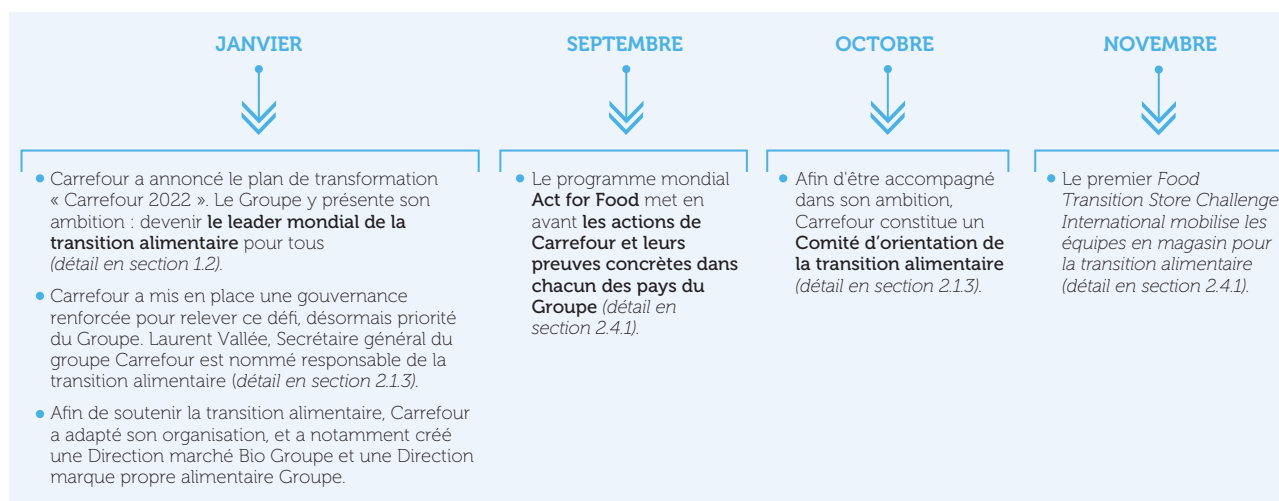 JANVIER
Carrefour a annoncé le plan de transformation
« Carrefour 2022 ». Le Groupe y présente son
ambition : devenir le leader mondial de la
transition alimentaire pour tous
(détail en section 1.2).
Carrefour a mis en place une gouvernance
renforcée pour relever ce défi, désormais priorité
du Groupe. Laurent Vallée, Secrétaire général du
groupe Carrefour est nommé responsable de la
transition alimentaire (détail en section 2.1.3).
Afin de soutenir la transition alimentaire, Carrefour
a adapté son organisation, et a notamment créé
une Direction marché Bio Groupe et une Direction
marque propre alimentaire Groupe.
SEPTEMBRE
Le programme mondial
Act for Food met en
avant les actions de
Carrefour et leurs
preuves concrètes dans
chacun des pays du
Groupe (détail en
section 2.4.1).
OCTOBRE
Afin d'être accompagné
dans son ambition,
Carrefour constitue un
Comité d'orientation de
la transition alimentaire
(détail en section 2.1.3).
NOVEMBRE
Le premier Food
Transition Store Challenge
International mobilise les
équipes en magasin pour
la transition alimentaire
(détail en section 2.4.1).